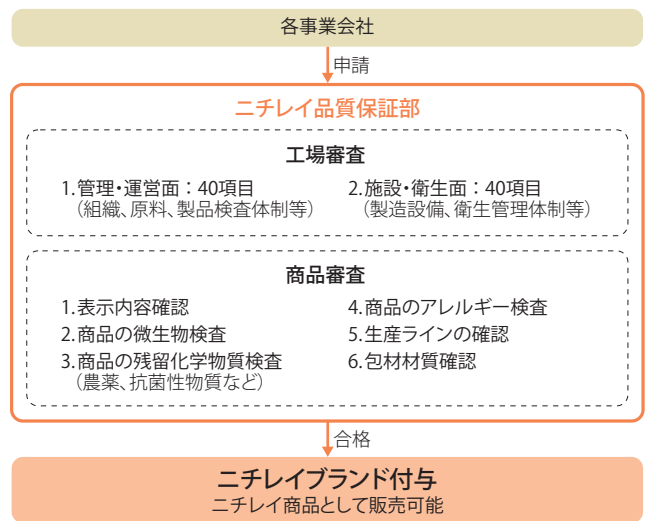 各事業会社
申請
ニチレイ品質保証部
工場審査
1.管理・運営面：40項目
（組織、原料、製品検査体制等）
2.施設・衛生面：40項目
（製造設備、衛生管理体制等）
商品審査
1.表示内容確認
2.商品の微生物検査
3.商品の残留化学物質検査
（農薬、抗菌性物質など）
4.商品のアレルギー検査
5.生産ラインの確認
6.包材材質確認
合格
ニチレイブランド付与
ニチレイ商品として販売可能